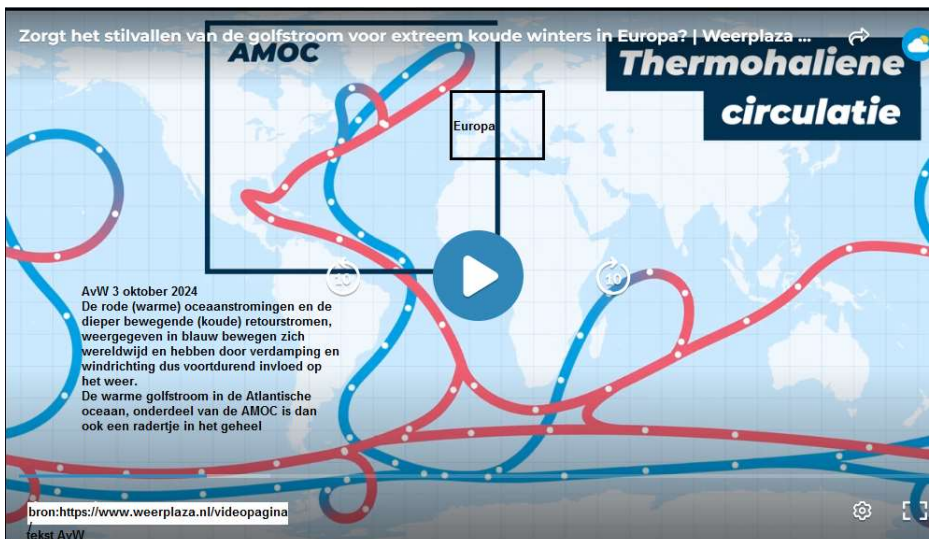 Zorgt het stilvallen van de golfstroom voor extreem koude winters in Europa? | Weerplaza ...
AMOC
Thermohaliene
circulatie
Europa
10
10
AvW 3 oktober 2024
De rode (warme) oceaanstromingen en de
dieper bewegende (koude) retourstromen,
weergegeven in blauw bewegen zich
wereldwijd en hebben door verdamping en
windrichting dus voortdurend invloed op
het weer.
De warme golfstroom in de Atlantische
oceaan, onderdeel van de AMOC is dan
ook een radertje in het geheel
bron:https://www.weerplaza.nl/videopagina
/
tekst AvW